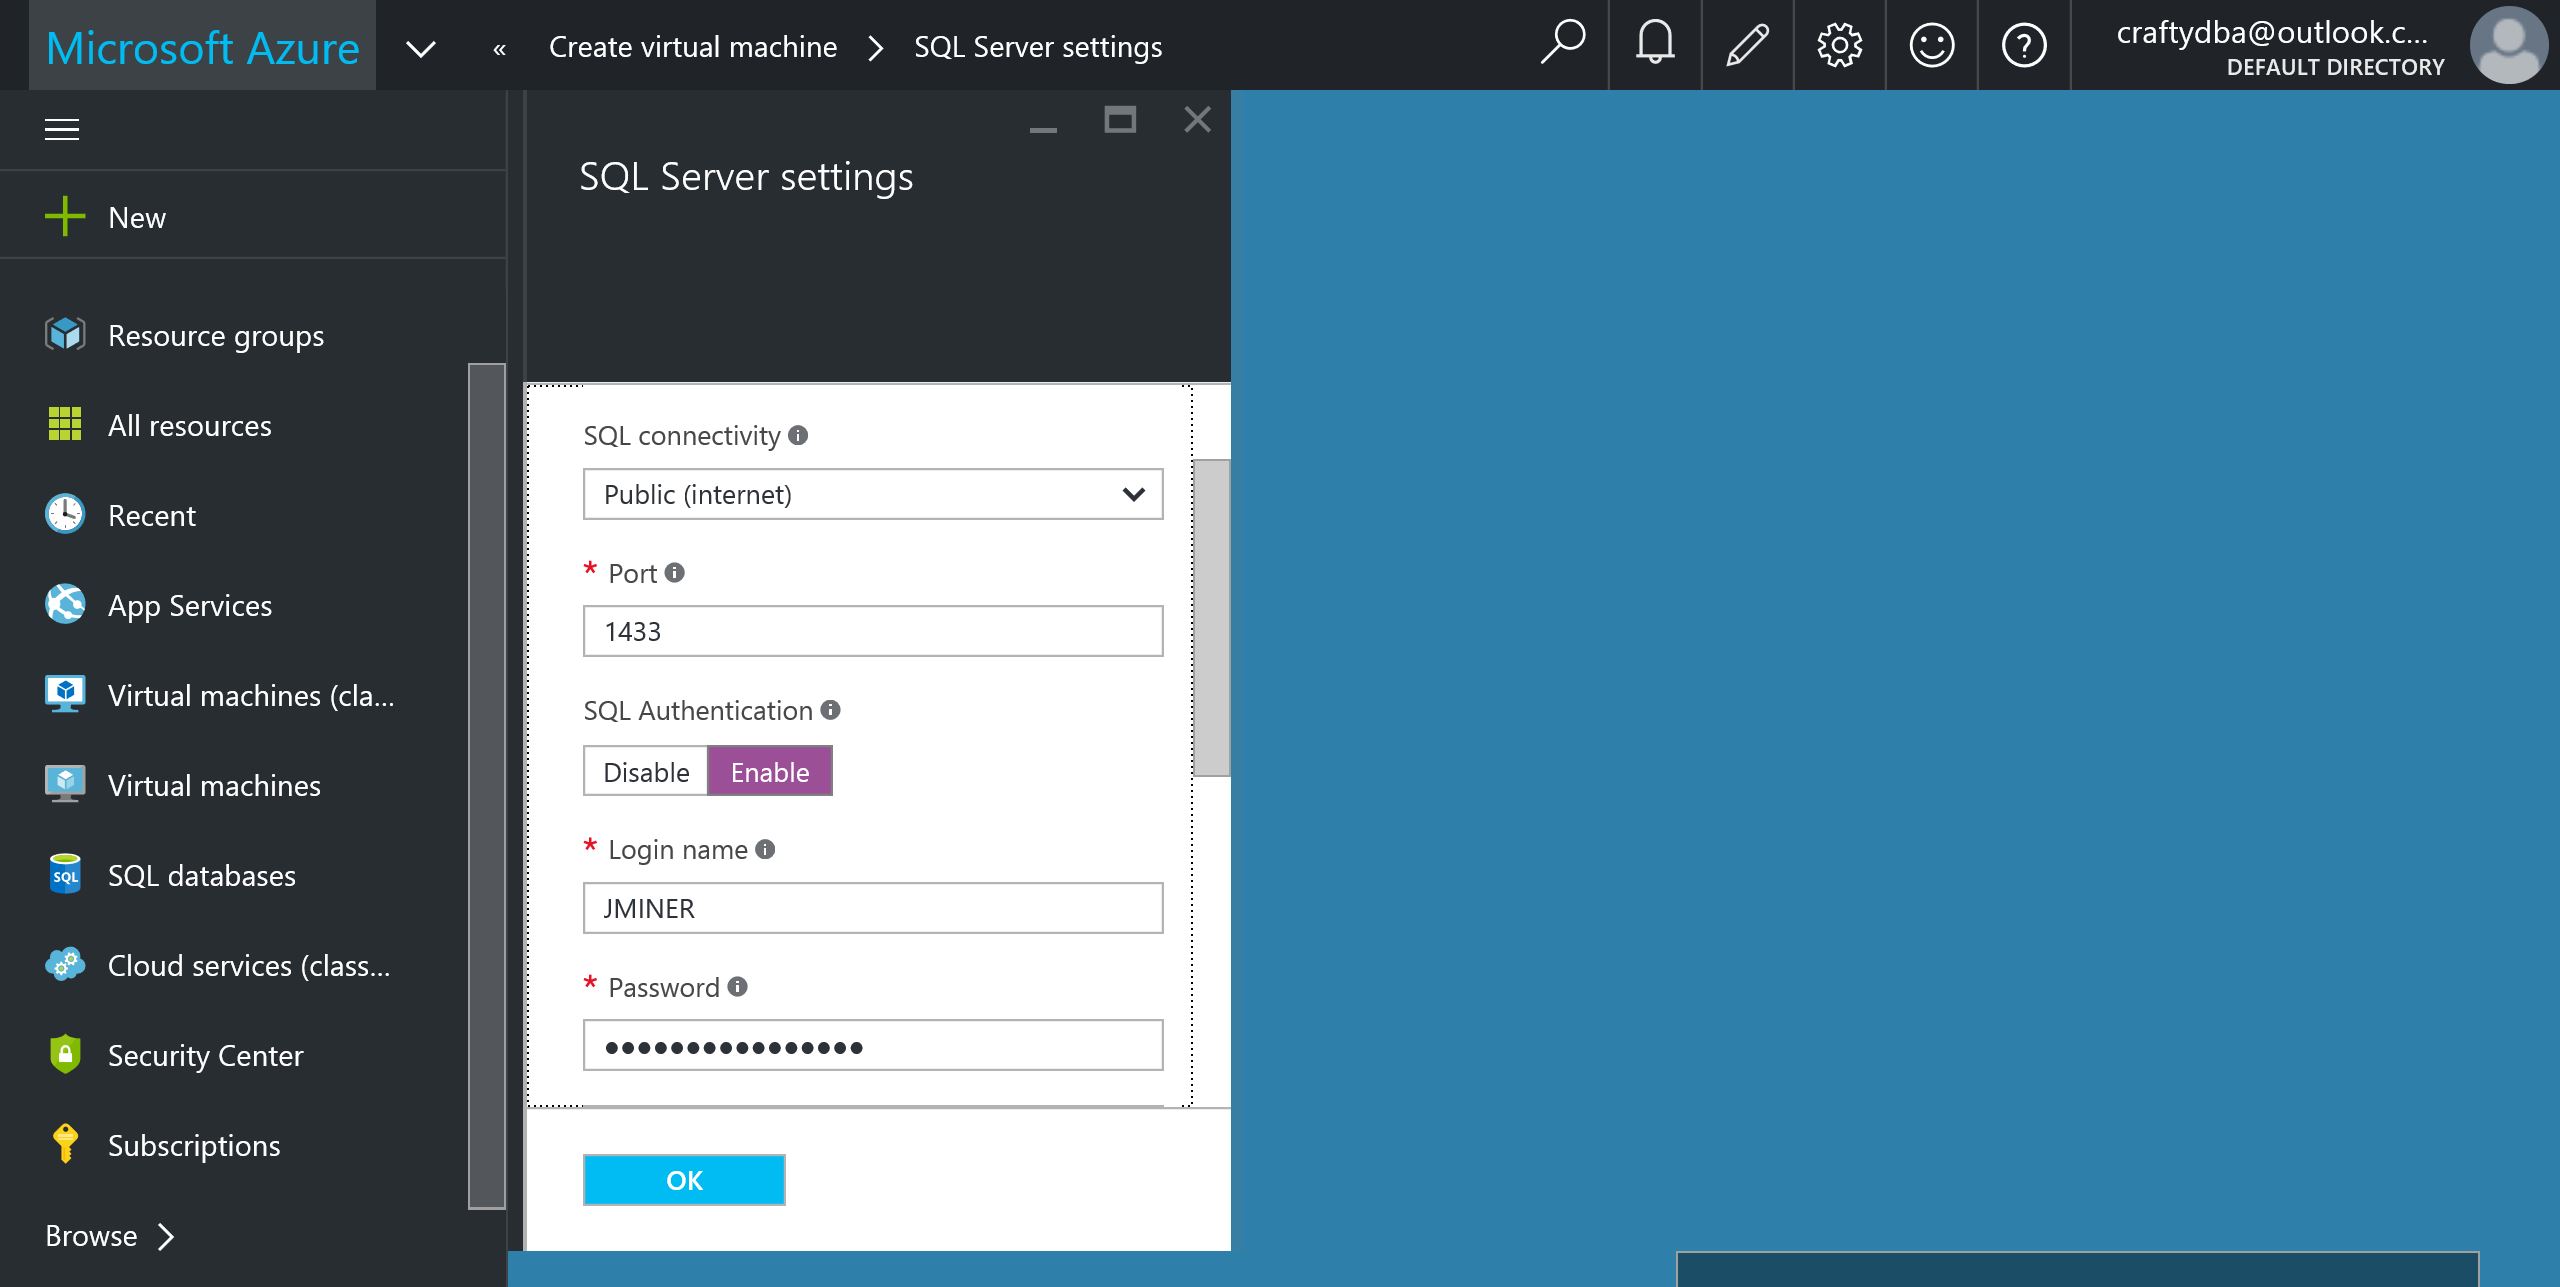 Microsoft Azure
« Create virtual machine > SQL Server settings
craftydba@outlook.c...
DEFAULT DIRECTORY
New
Resource groups
All resources
Recent
App Services
Virtual machines (cla...
Virtual machines
SQL databases
Cloud services (class...
Security Center
Subscriptions
Browse >
SQL Server settings
SQL connectivity
Public (internet)
* Port
1433
SQL Authentication
Disable Enable
* Login name
JMINER
* Password
••••••••••••••••
OK